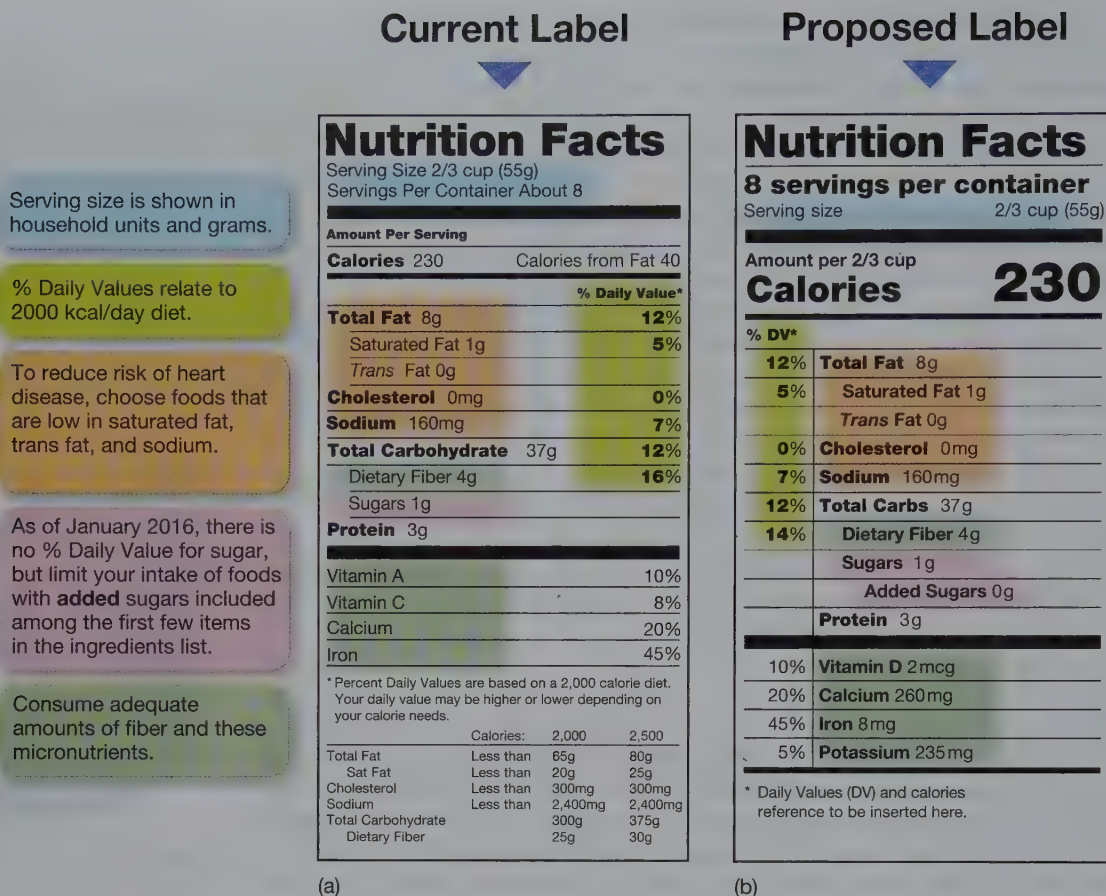 Current Label
Proposed Label
Serving size is shown in
household units and grams.
% Daily Values relate to
2000 kcal/day diet.
To reduce risk of heart
disease, choose foods that
are low in saturated fat,
trans fat, and sodium.
As of January 2016, there is
no % Daily Value for sugar,
but limit your intake of foods
with added sugars included
among the first few items
in the ingredients list.
Consume adequate
amounts of fiber and these
micronutrients.
Nutrition Facts
Serving Size 2/3 cup (55g)
Servings Per Container About 8
Amount Per Serving
Calories 230 Calories from Fat 40
% Daily Value*
Total Fat 8g 12%
Saturated Fat 1g 5%
Trans Fat 0g
Cholesterol 0mg 0%
Sodium 160mg 7%
Total Carbohydrate 37g 12%
Dietary Fiber 4g 16%
Sugars 1g
Protein 3g
Vitamin A 10%
Vitamin C 8%
Calcium 20%
Iron 45%
* Percent Daily Values are based on a 2,000 calorie diet.
Your daily value may be higher or lower depending on
your calorie needs.
Calories: 2,000 2,500
Total Fat Less than 65g 80g
Sat Fat Less than 20g 25g
Cholesterol Less than 300mg 300mg
Sodium Less than 2,400mg 2,400mg
Total Carbohydrate 300g 375g
Dietary Fiber 25g 30g
(a)
Nutrition Facts
8 servings per container
Serving size 2/3 cup (55g)
Amount per 2/3 cup
Calories 230
% DV*
12% Total Fat 8g
5% Saturated Fat 1g
Trans Fat 0g
0% Cholesterol 0mg
7% Sodium 160mg
12% Total Carbs 37g
14% Dietary Fiber 4g
Sugars 1g
Added Sugars 0g
Protein 3g
10% Vitamin D 2mcg
20% Calcium 260mg
45% Iron 8mg
5% Potassium 235mg
* Daily Values (DV) and calories
reference to be inserted here.
(b)